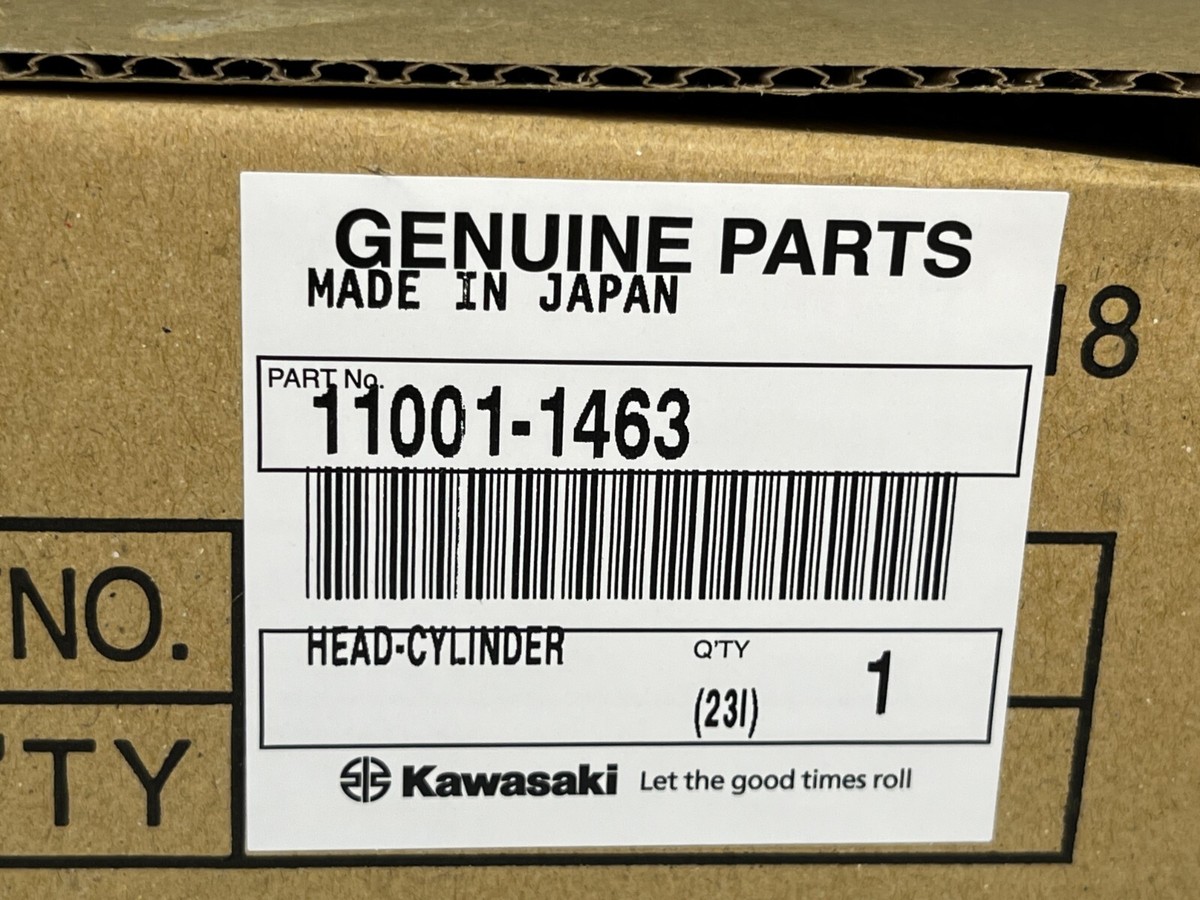 GENUINE PARTS
MADE IN JAPAN
18
PART No.
11001-1463
NO.
HEAD-CYLINDER
Q'TY
1
(23I)
'TY
Kawasaki Let the good times roll